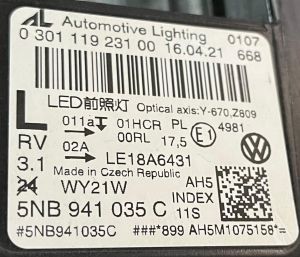 AL Automotive Lighting 0107
0 301 119 231 00 16.04.21 668
LED前照灯 Optical axis:Y-670,Z809
L 011a 01HCR PL E1 4981
00RL 17,5
RV 02A LE18A6431
3.1 Made in Czech Republic
24 WY21W AH5
INDEX
5NB 941 035 C 11S
#5NB941035C ###*899 AH5M1075158*=